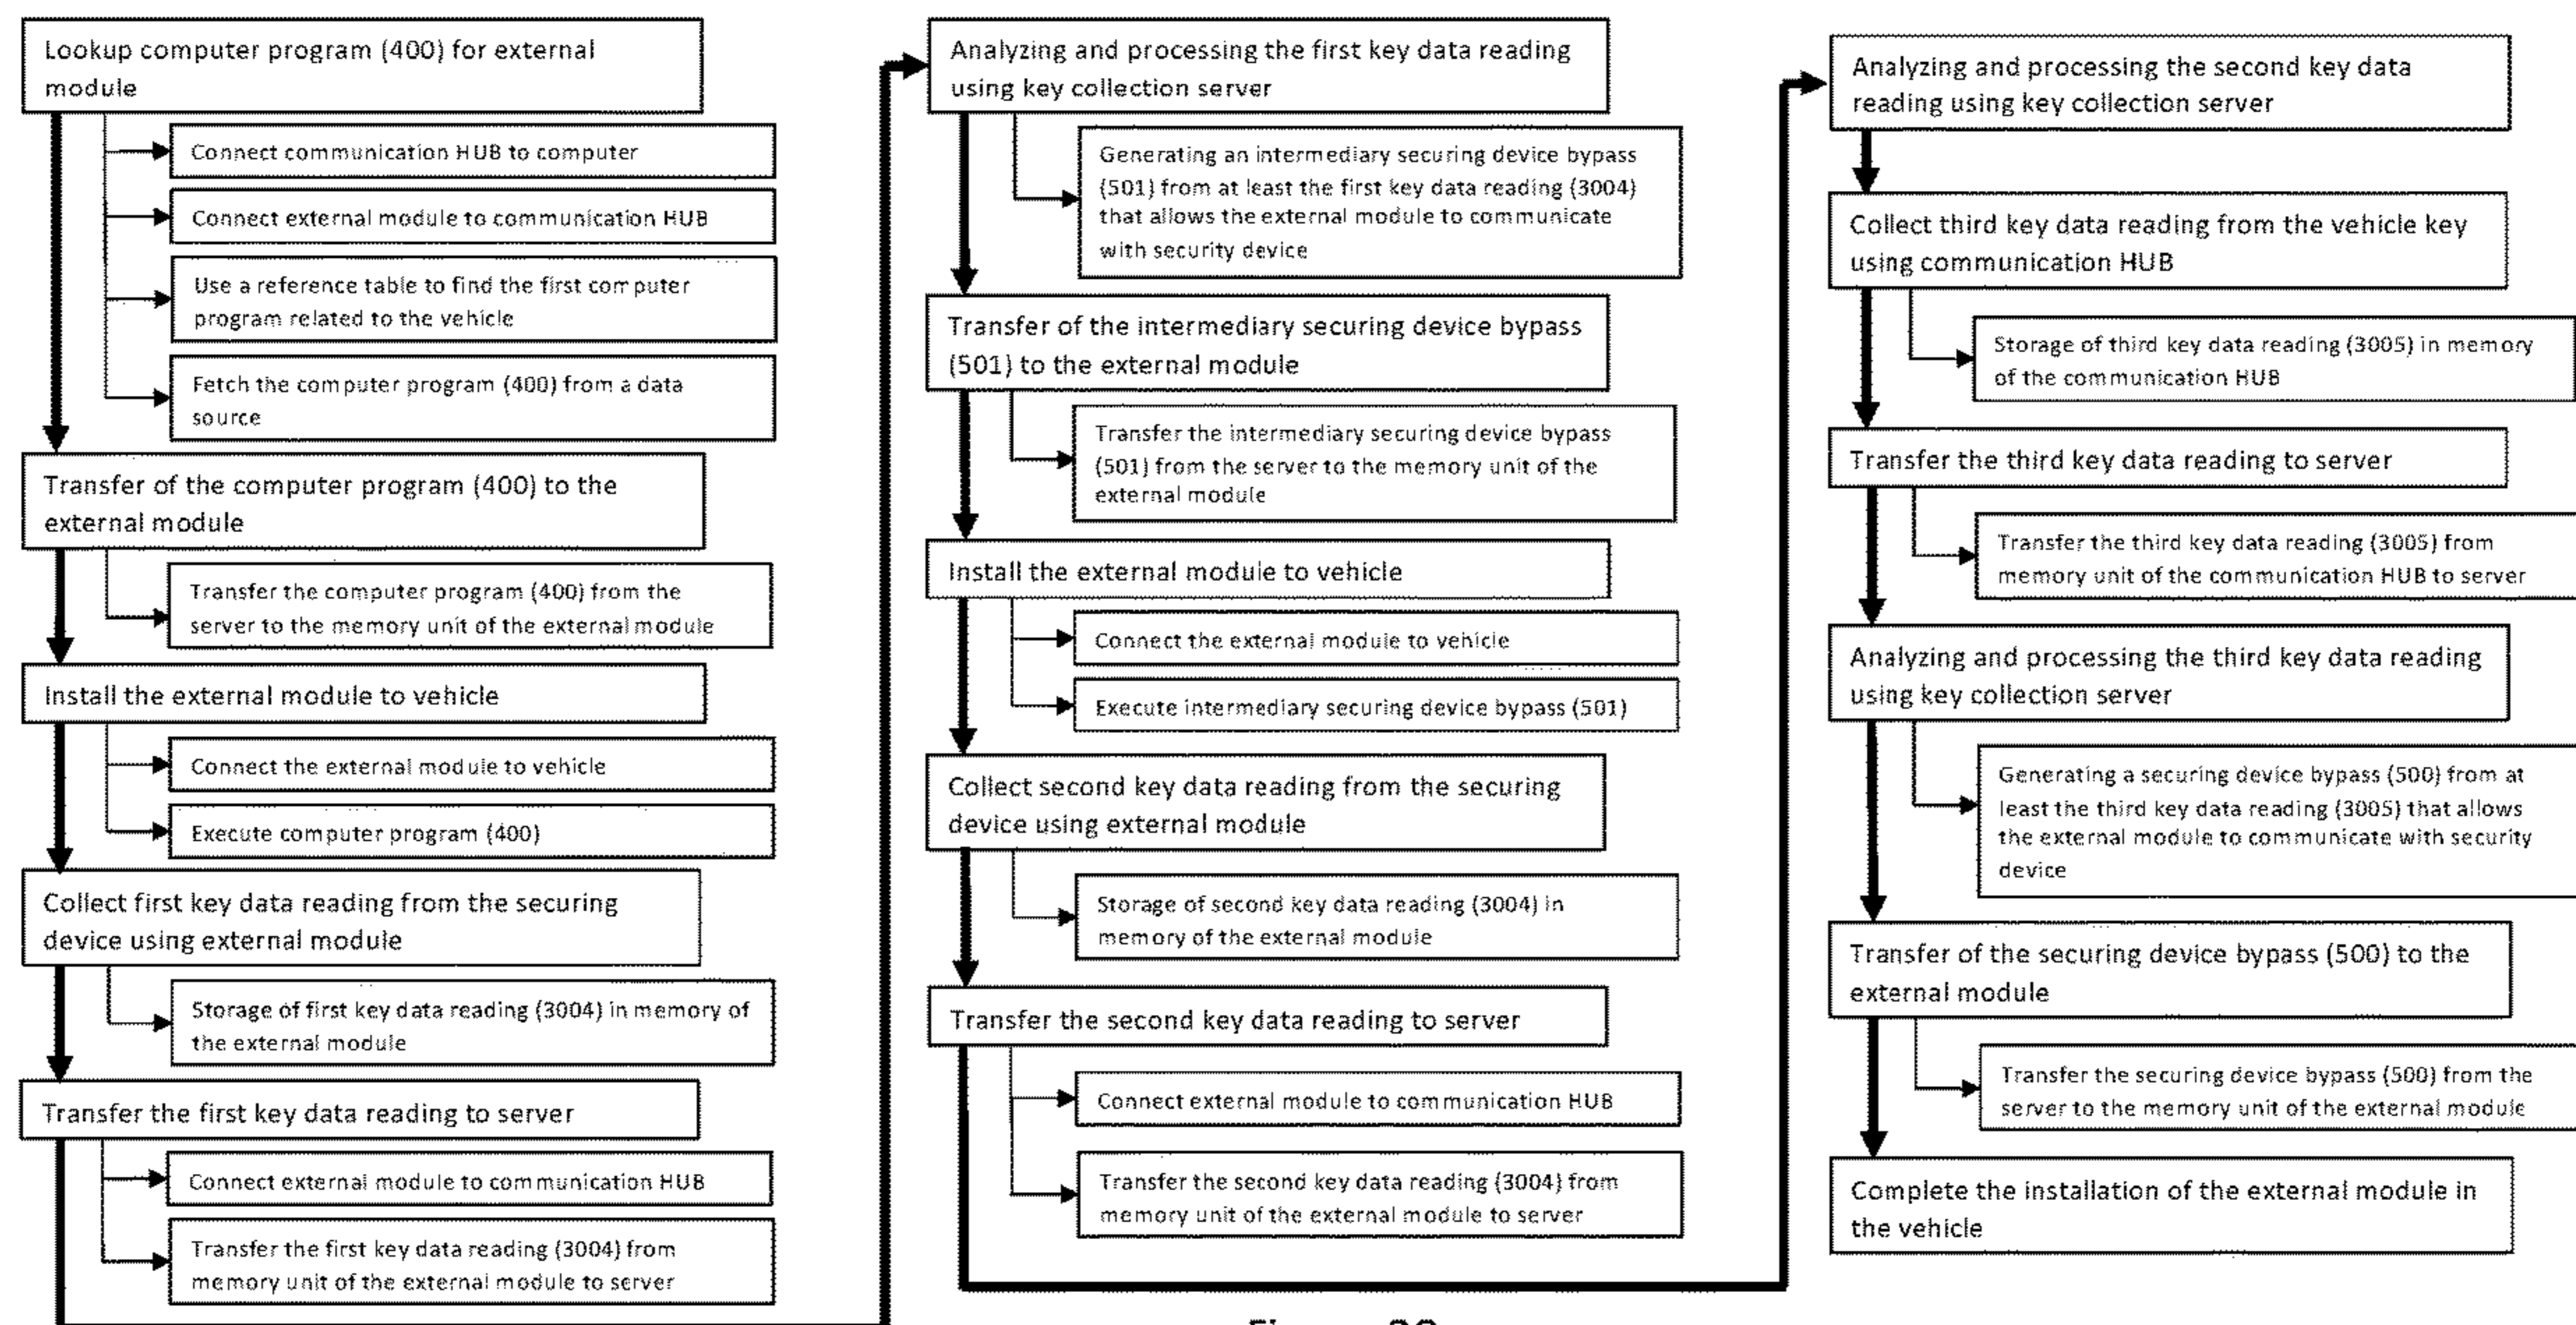 Lookup computer program (400) for external
module
Connect communication HUB to computer
Connect external module to communication HUB
Use a reference table to find the first computer
program related to the vehicle
Fetch the computer program (400) from a data
source
Transfer of the computer program (400) to the
external module
Transfer the computer program (400) from the
server to the memory unit of the external module
Install the external module to vehicle
Connect the external module to vehicle
Execute computer program (400)
Collect first key data reading from the securing
device using external module
Storage of first key data reading (3004) in memory of
the external module
Transfer the first key data reading to server
Connect external module to communication HUB
Transfer the first key data reading (3004) from
memory unit of the external module to server
Analyzing and processing the first key data reading
using key collection server
Generating an intermediary securing device bypass
(501) from at least the first key data reading (3004)
that allows the external module to communicate
with security device
Transfer of the intermediary securing device bypass
(501) to the external module
Transfer the intermediary securing device bypass
(501) from the server to the memory unit of the
external module
Install the external module to vehicle
Connect the external module to vehicle
Execute intermediary securing device bypass (501)
Collect second key data reading from the securing
device using external module
Storage of second key data reading (3004) in
memory of the external module
Transfer the second key data reading to server
Connect external module to communication HUB
Transfer the second key data reading (3004) from
memory unit of the external module to server
Analyzing and processing the second key data
reading using key collection server
Collect third key data reading from the vehicle key
using communication HUB
Storage of third key data reading (3005) in memory
of the communication HUB
Transfer the third key data reading to server
Transfer the third key data reading (3005) from
memory unit of the communication HUB to server
Analyzing and processing the third key data reading
using key collection server
Generating a securing device bypass (500) from at
least the third key data reading (3005) that allows
the external module to communicate with security
device
Transfer of the securing device bypass (500) to the
external module
Transfer the securing device bypass (500) from the
server to the memory unit of the external module
Complete the installation of the external module in
the vehicle